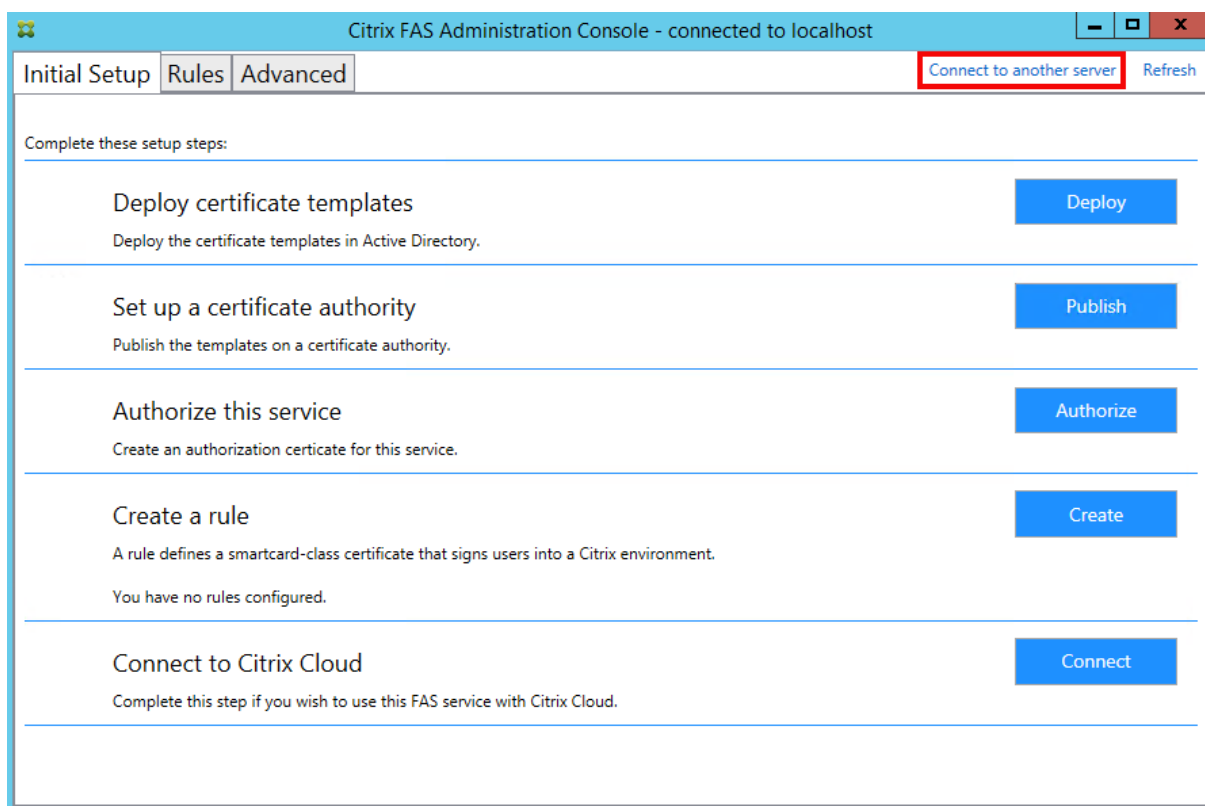 Citrix FAS Administration Console - connected to localhost
Initial Setup Rules Advanced Connect to another server Refresh
Complete these setup steps:
Deploy certificate templates
Deploy
Deploy the certificate templates in Active Directory.
Set up a certificate authority
Publish
Publish the templates on a certificate authority.
Authorize this service
Authorize
Create an authorization certicate for this service.
Create a rule
Create
A rule defines a smartcard-class certificate that signs users into a Citrix environment.
You have no rules configured.
Connect to Citrix Cloud
Connect
Complete this step if you wish to use this FAS service with Citrix Cloud.